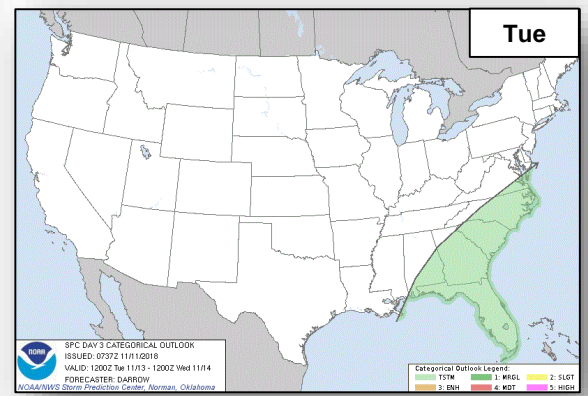 Tue
NOAA
SPC DAY 3 CATEGORICAL OUTLOOK
ISSUED: 0737Z 11/11/2018
VALID: 1200Z Tue 11/13 - 1200Z Wed 11/14
FORECASTER: DARROW
NOAA/NWS Storm Prediction Center, Norman, Oklahoma
Categorical Outlook Legend:
TSTM 1: MRGL 2: SLGT
3: ENH 4: MDT 5: HIGH